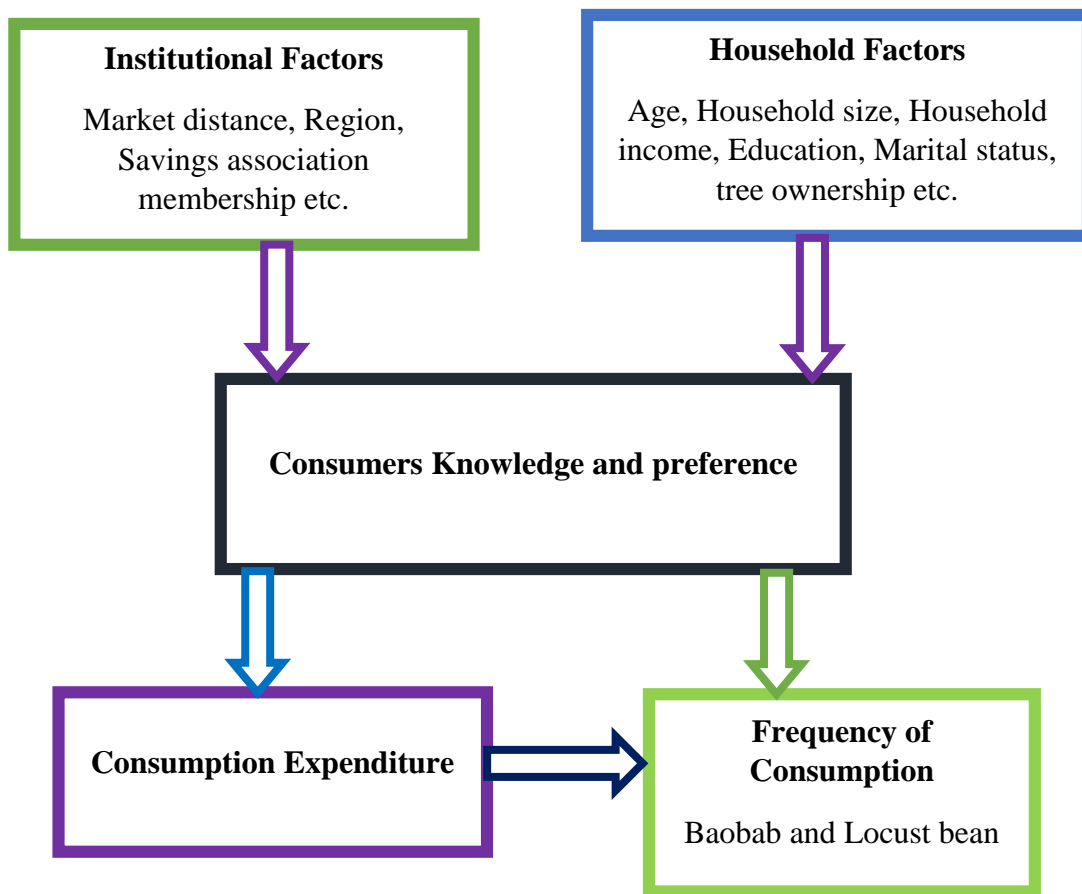 Institutional Factors
Market distance, Region,
Savings association
membership etc.
Household Factors
Age, Household size, Household
income, Education, Marital status,
tree ownership etc.
Consumers Knowledge and preference
Consumption Expenditure
Frequency of
Consumption
Baobab and Locust bean